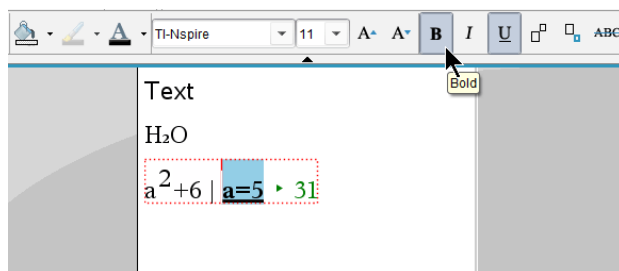 A TI-Nspire 11 A A B I U ABC
Bold
Text
H₂O
a²+6 | a=5 ▸ 31